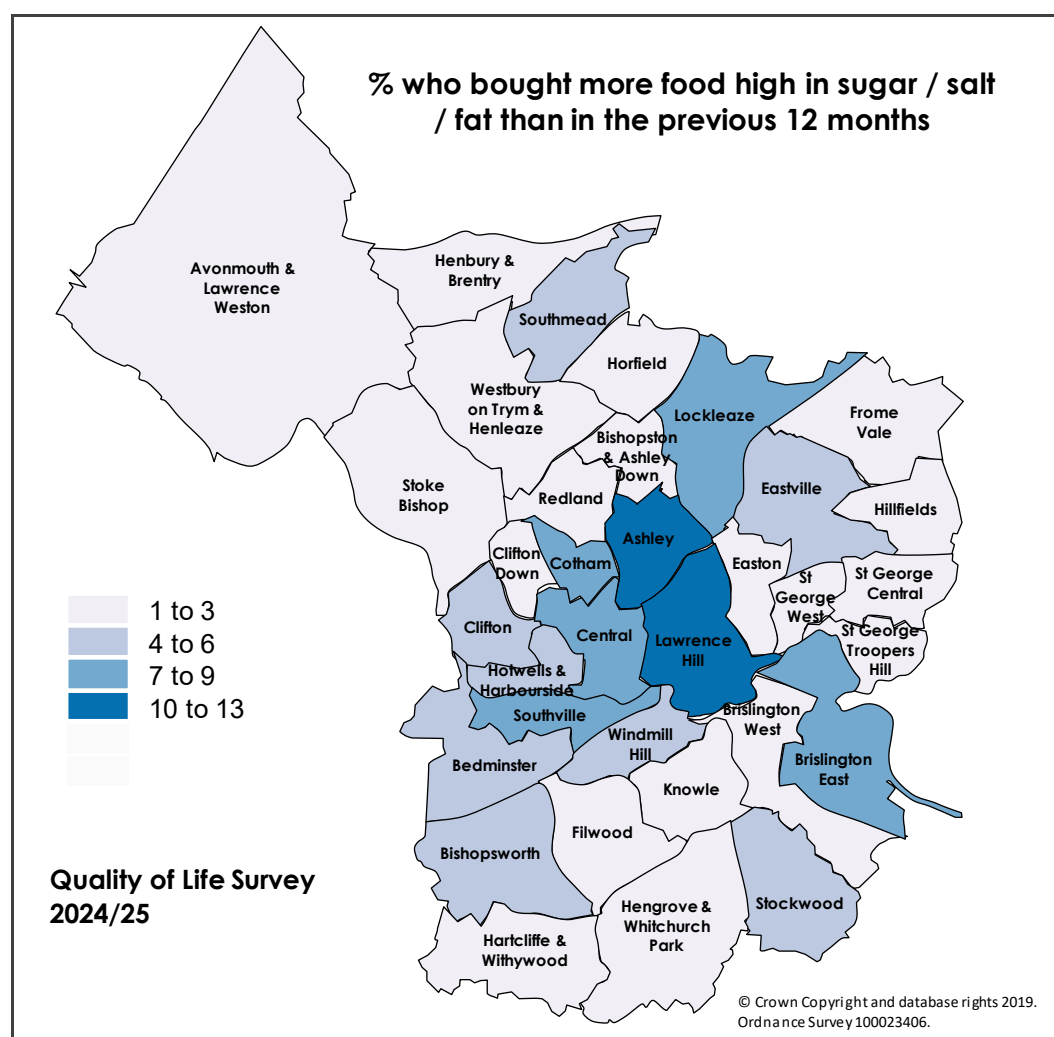 % who bought more food high in sugar / salt
/ fat than in the previous 12 months
Avonmouth &
Lawrence
Weston
Henbury &
Brentry
Southmead
Horfield
Westbury
on Trym &
Henleaze
Lockleaze
Frome
Vale
Bishopston
& Ashley
Down
Stoke
Bishop
Redland
Eastville
Hillfields
Ashley
Clifton
Down
Cotham
Easton
St
George
West
St George
Central
Clifton
Central
Lawrence
Hill
St George
Troopers
Hill
Hotwells &
Harbourside
Southville
Brislington
West
Windmill
Hill
Bedminster
Brislington
East
Knowle
Filwood
Bishopsworth
Stockwood
Hengrove &
Whitchurch
Park
Hartcliffe &
Withywood
1 to 3
4 to 6
7 to 9
10 to 13
Quality of Life Survey
2024/25
© Crown Copyright and database rights 2019.
Ordnance Survey 100023406.